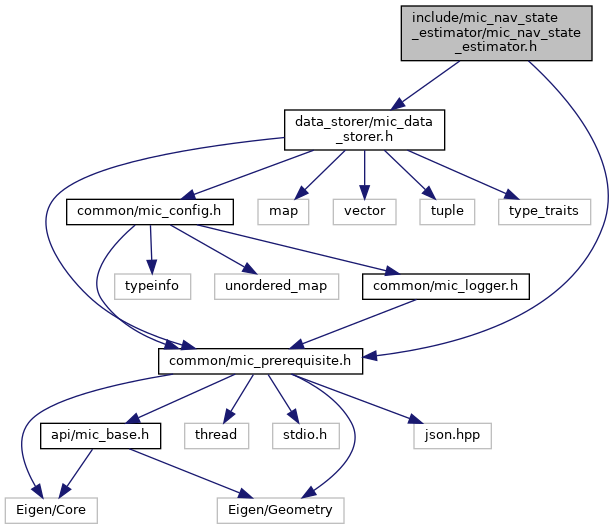 include/mic_nav_state
_estimator/mic_nav_state
_estimator.h
data_storer/mic_data
_storer.h
common/mic_config.h
map
vector
tuple
type_traits
typeinfo
unordered_map
common/mic_logger.h
common/mic_prerequisite.h
api/mic_base.h
thread
stdio.h
json.hpp
Eigen/Core
Eigen/Geometry